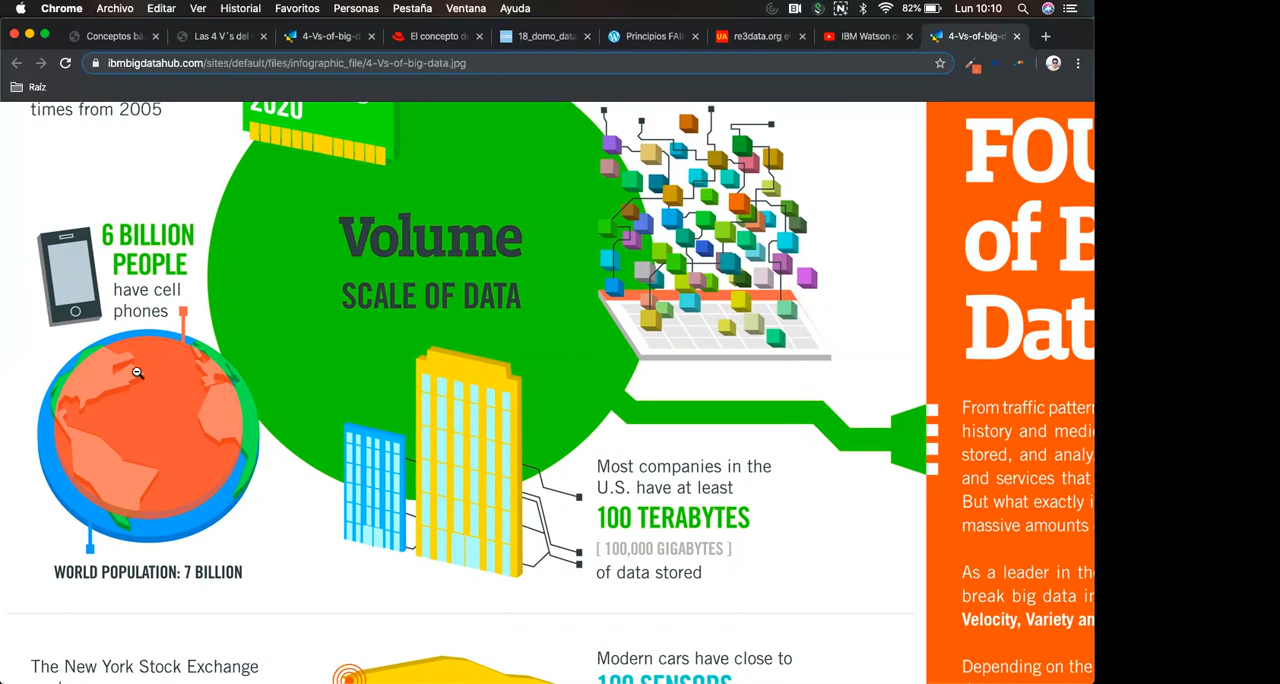 Chrome Archivo Editar Ver Historial Favoritos Personas Pestaña Ventana Ayuda 82% Lun 10:10
Conceptos bá Las 4 V´s del 4-Vs-of-big-d El concepto d 18_domo_data Principios FAI re3data.org e IBM Watson c 4-Vs-of-big-d
ibmbigdatahub.com/sites/default/files/infographic_file/4-Vs-of-big-data.jpg
Raíz
times from 2005
2020
6 BILLION
PEOPLE
have cell
phones
WORLD POPULATION: 7 BILLION
Volume
SCALE OF DATA
Most companies in the
U.S. have at least
100 TERABYTES
[ 100,000 GIGABYTES ]
of data stored
The New York Stock Exchange
Modern cars have close to
100 SENSORS
FOU
of B
Dat
From traffic patter
history and medi
stored, and analy
and services that
But what exactly i
massive amounts
As a leader in the
break big data in
Velocity, Variety an
Depending on the